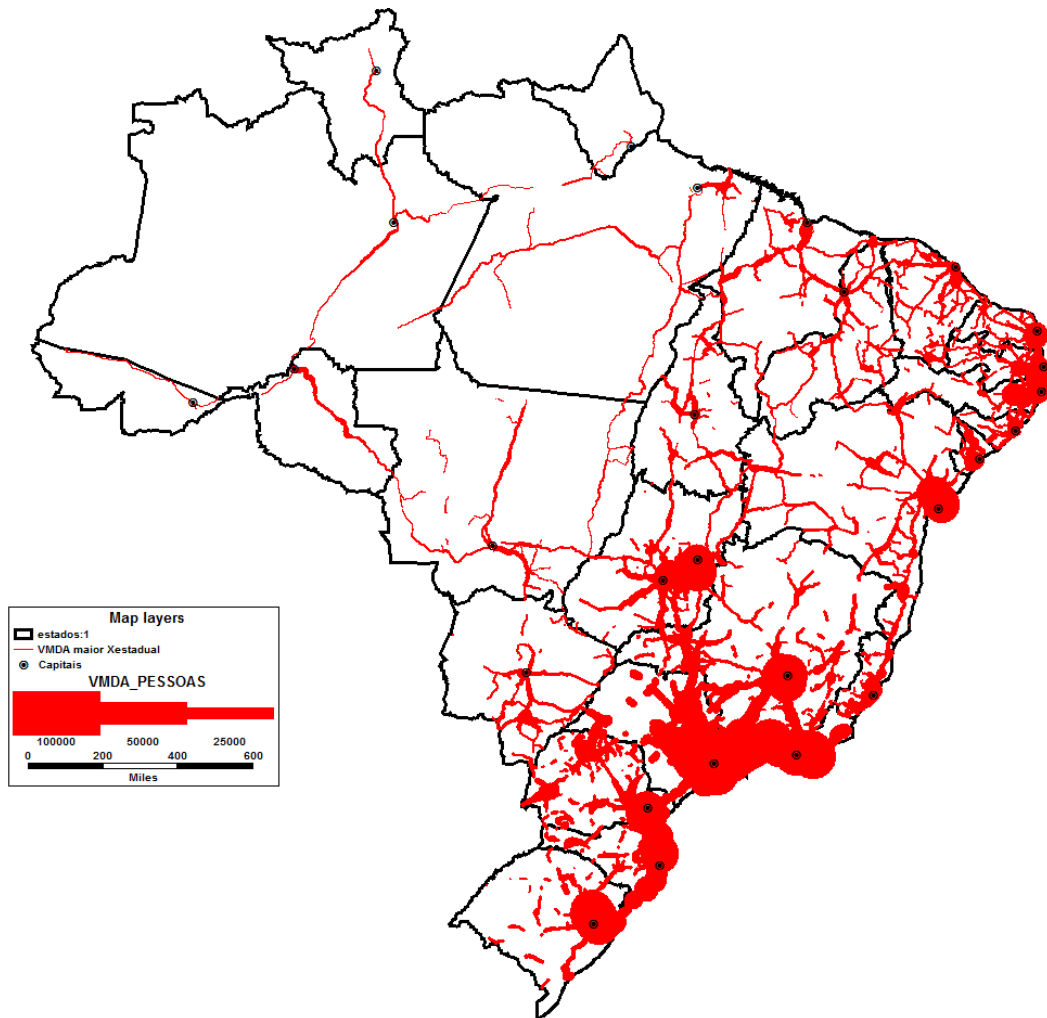 Map layers
estados:1
VMDA maior Xestadual
Capitais
VMDA_PESSOAS
100000 50000 25000
0 200 400 600
Miles